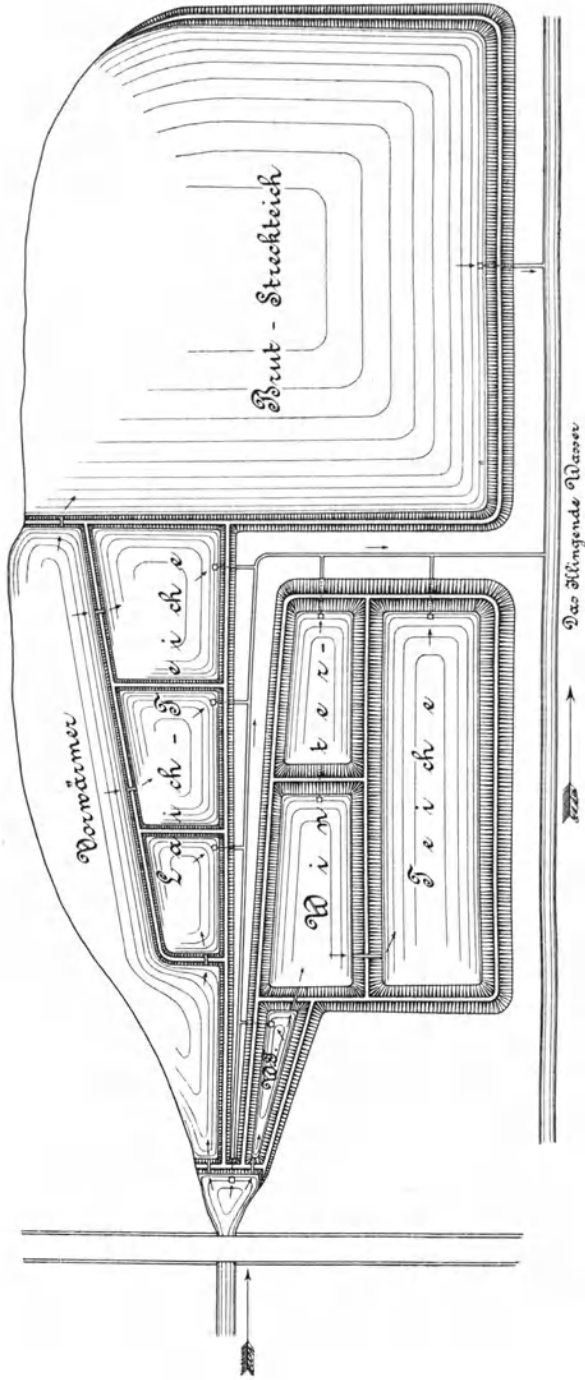 Vorwärmer
Laich-Teiche
Brut - Streckteich
W.T.
Winter-
Teiche
Das Klingende Wasser